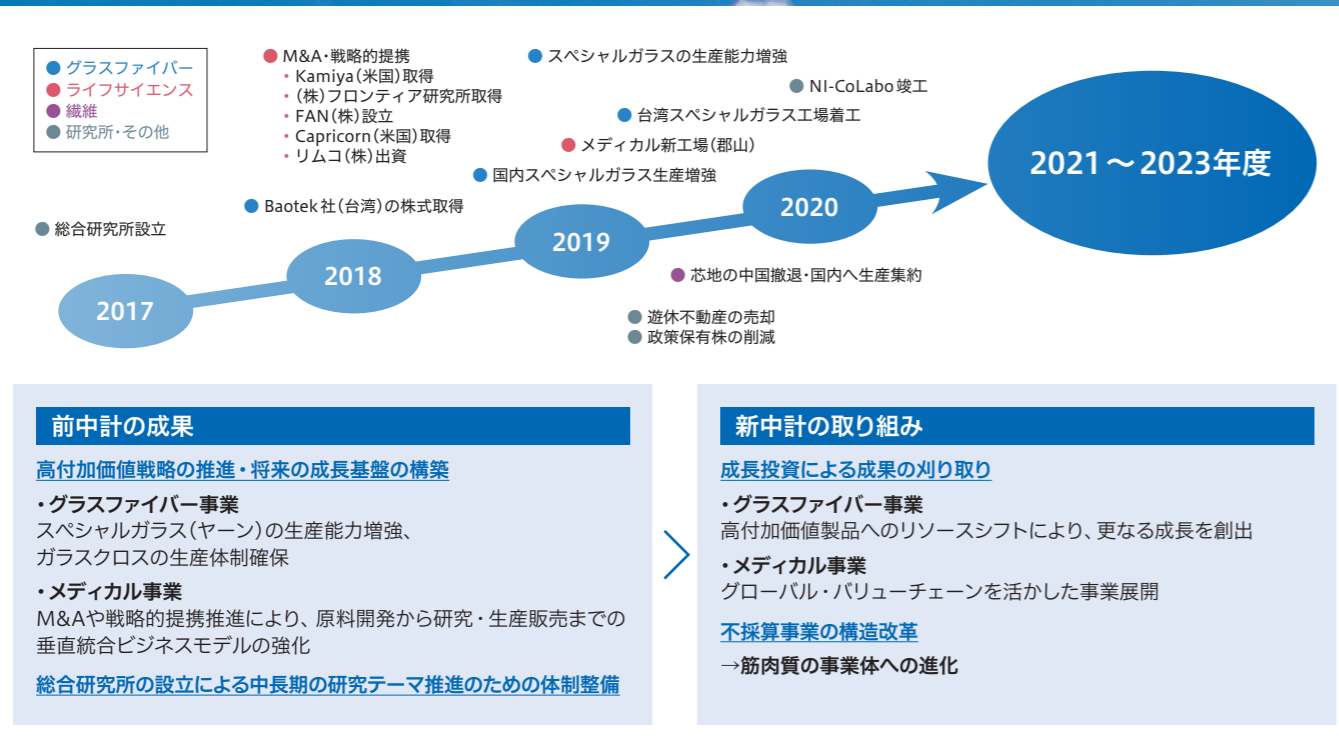 グラスファイバー
ライフサイエンス
繊維
研究所・その他
M&A・戦略的提携
・Kamiya(米国)取得
・(株)フロンティア研究所取得
・FAN(株)設立
・Capricorn(米国)取得
・リムコ(株)出資
スペシャルガラスの生産能力増強
NI-CoLabo竣工
台湾スペシャルガラス工場着工
メディカル新工場(郡山)
国内スペシャルガラス生産増強
Baotek社(台湾)の株式取得
総合研究所設立
2017
2018
2019
2020
2021～2023年度
芯地の中国撤退・国内へ生産集約
遊休不動産の売却
政策保有株の削減
前中計の成果
高付加価値戦略の推進・将来の成長基盤の構築
・グラスファイバー事業
スペシャルガラス(ヤーン)の生産能力増強、
ガラスクロスの生産体制確保
・メディカル事業
M&Aや戦略的提携推進により、原料開発から研究・生産販売までの
垂直統合ビジネスモデルの強化
総合研究所の設立による中長期の研究テーマ推進のための体制整備
新中計の取り組み
成長投資による成果の刈り取り
・グラスファイバー事業
高付加価値製品へのリソースシフトにより、更なる成長を創出
・メディカル事業
グローバル・バリューチェーンを活かした事業展開
不採算事業の構造改革
→筋肉質の事業体への進化